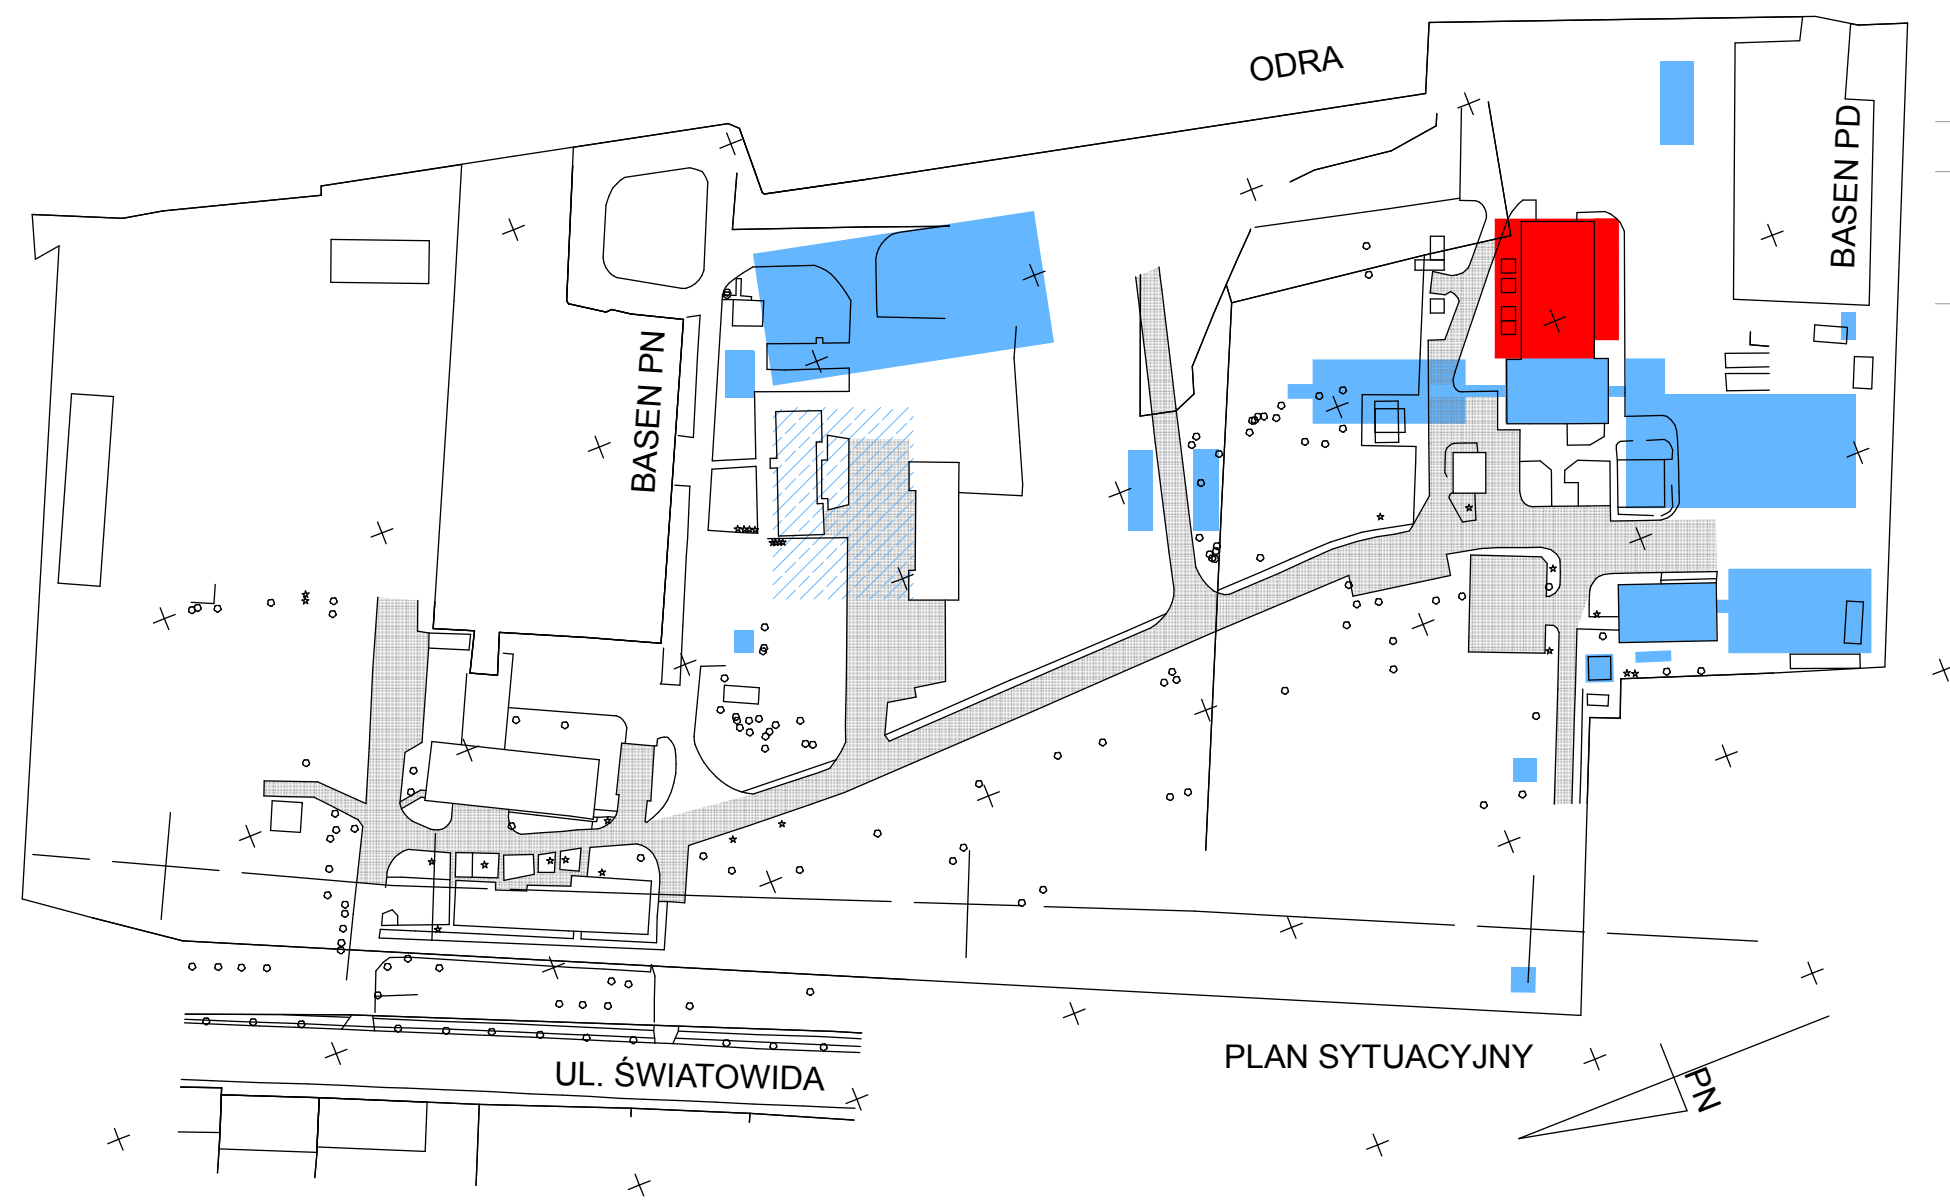 ODRA
BASEN PD
BASEN PN
UL. ŚWIATOWIDA
PLAN SYTUACYJNY
PN